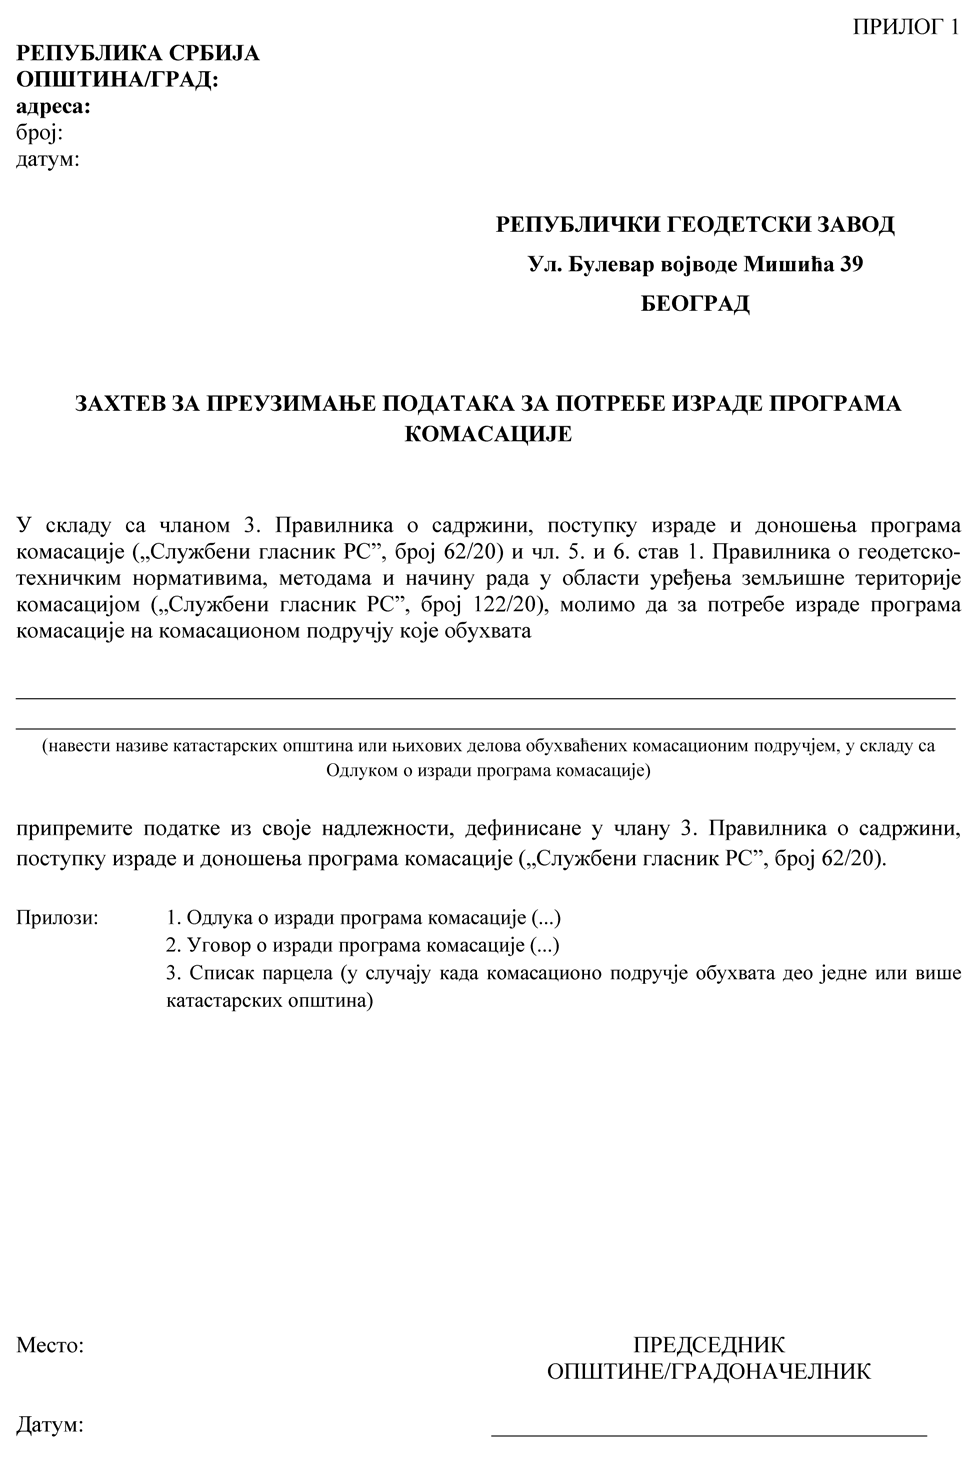 ПРИЛОГ 1
РЕПУБЛИКА СРБИЈА
ОПШТИНА/ГРАД:
адреса:
број:
датум:
РЕПУБЛИЧКИ ГЕОДЕТСКИ ЗАВОД
Ул. Булевар војводе Мишића 39
БЕОГРАД
ЗАХТЕВ ЗА ПРЕУЗИМАЊЕ ПОДАТАКА ЗА ПОТРЕБЕ ИЗРАДЕ ПРОГРАМА
КОМАСАЦИЈЕ
У складу са чланом 3. Правилника о садржини, поступку израде и доношења програма
комасације („Службени гласник РС”, број 62/20) и чл. 5. и 6. став 1. Правилника о геодетско-
техничким нормативима, методама и начину рада у области уређења земљишне територије
комасацијом („Службени гласник РС”, број 122/20), молимо да за потребе израде програма
комасације на комасационом подручју које обухвата
(навести називе катастарских општина или њихових делова обухваћених комасационим подручјем, у складу са
Одлуком о изради програма комасације)
припремите податке из своје надлежности, дефинисане у члану 3. Правилника о садржини,
поступку израде и доношења програма комасације („Службени гласник РС”, број 62/20).
Прилози: 1. Одлука о изради програма комасације (...)
2. Уговор о изради програма комасације (...)
3. Списак парцела (у случају када комасационо подручје обухвата део једне или више
катастарских општина)
Место: ПРЕДСЕДНИК
ОПШТИНЕ/ГРАДОНАЧЕЛНИК
Датум: